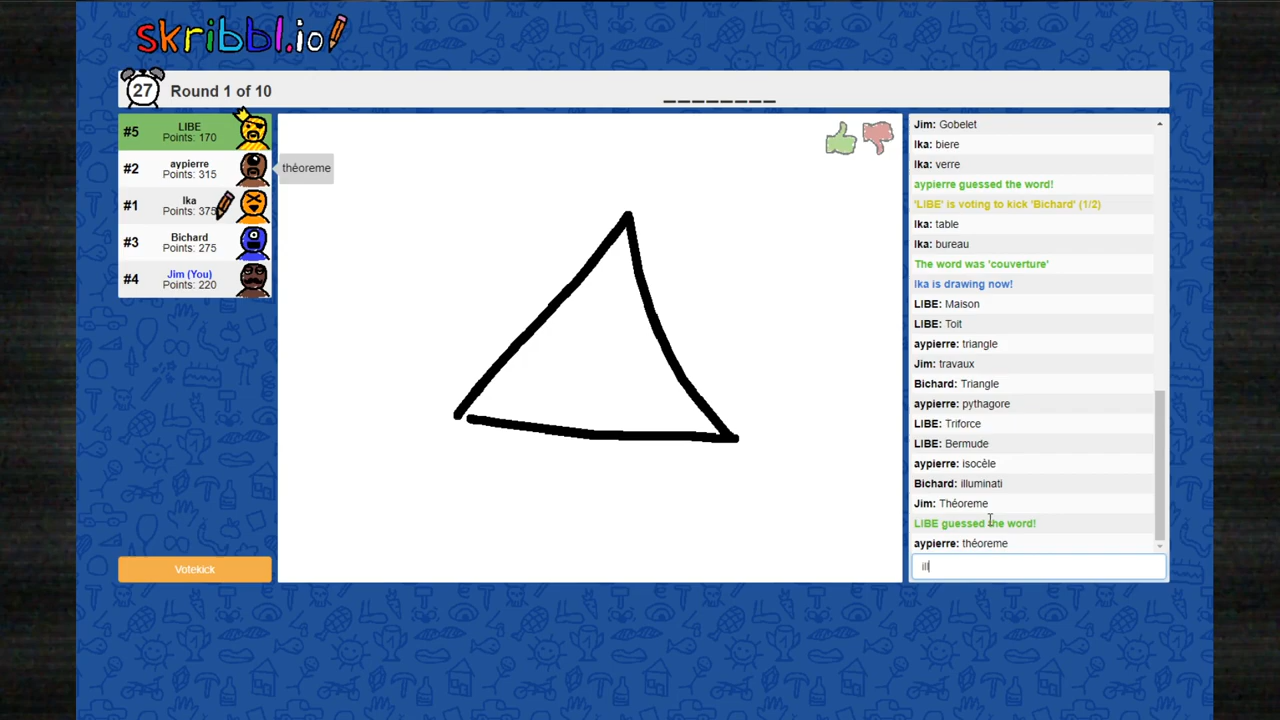 skribbl.io
27
Round 1 of 10
________
#5
LIBE
Points: 170
#2
aypierre
Points: 315
théoreme
#1
Ika
Points: 375
#3
Bichard
Points: 275
#4
Jim (You)
Points: 220
Votekick
Jim: Gobelet
Ika: biere
Ika: verre
aypierre guessed the word!
'LIBE' is voting to kick 'Bichard' (1/2)
Ika: table
Ika: bureau
The word was 'couverture'
Ika is drawing now!
LIBE: Maison
LIBE: Toit
aypierre: triangle
Jim: travaux
Bichard: Triangle
aypierre: pythagore
LIBE: Triforce
LIBE: Bermude
aypierre: isocèle
Bichard: illuminati
Jim: Théoreme
LIBE guessed the word!
aypierre: théoreme
ill